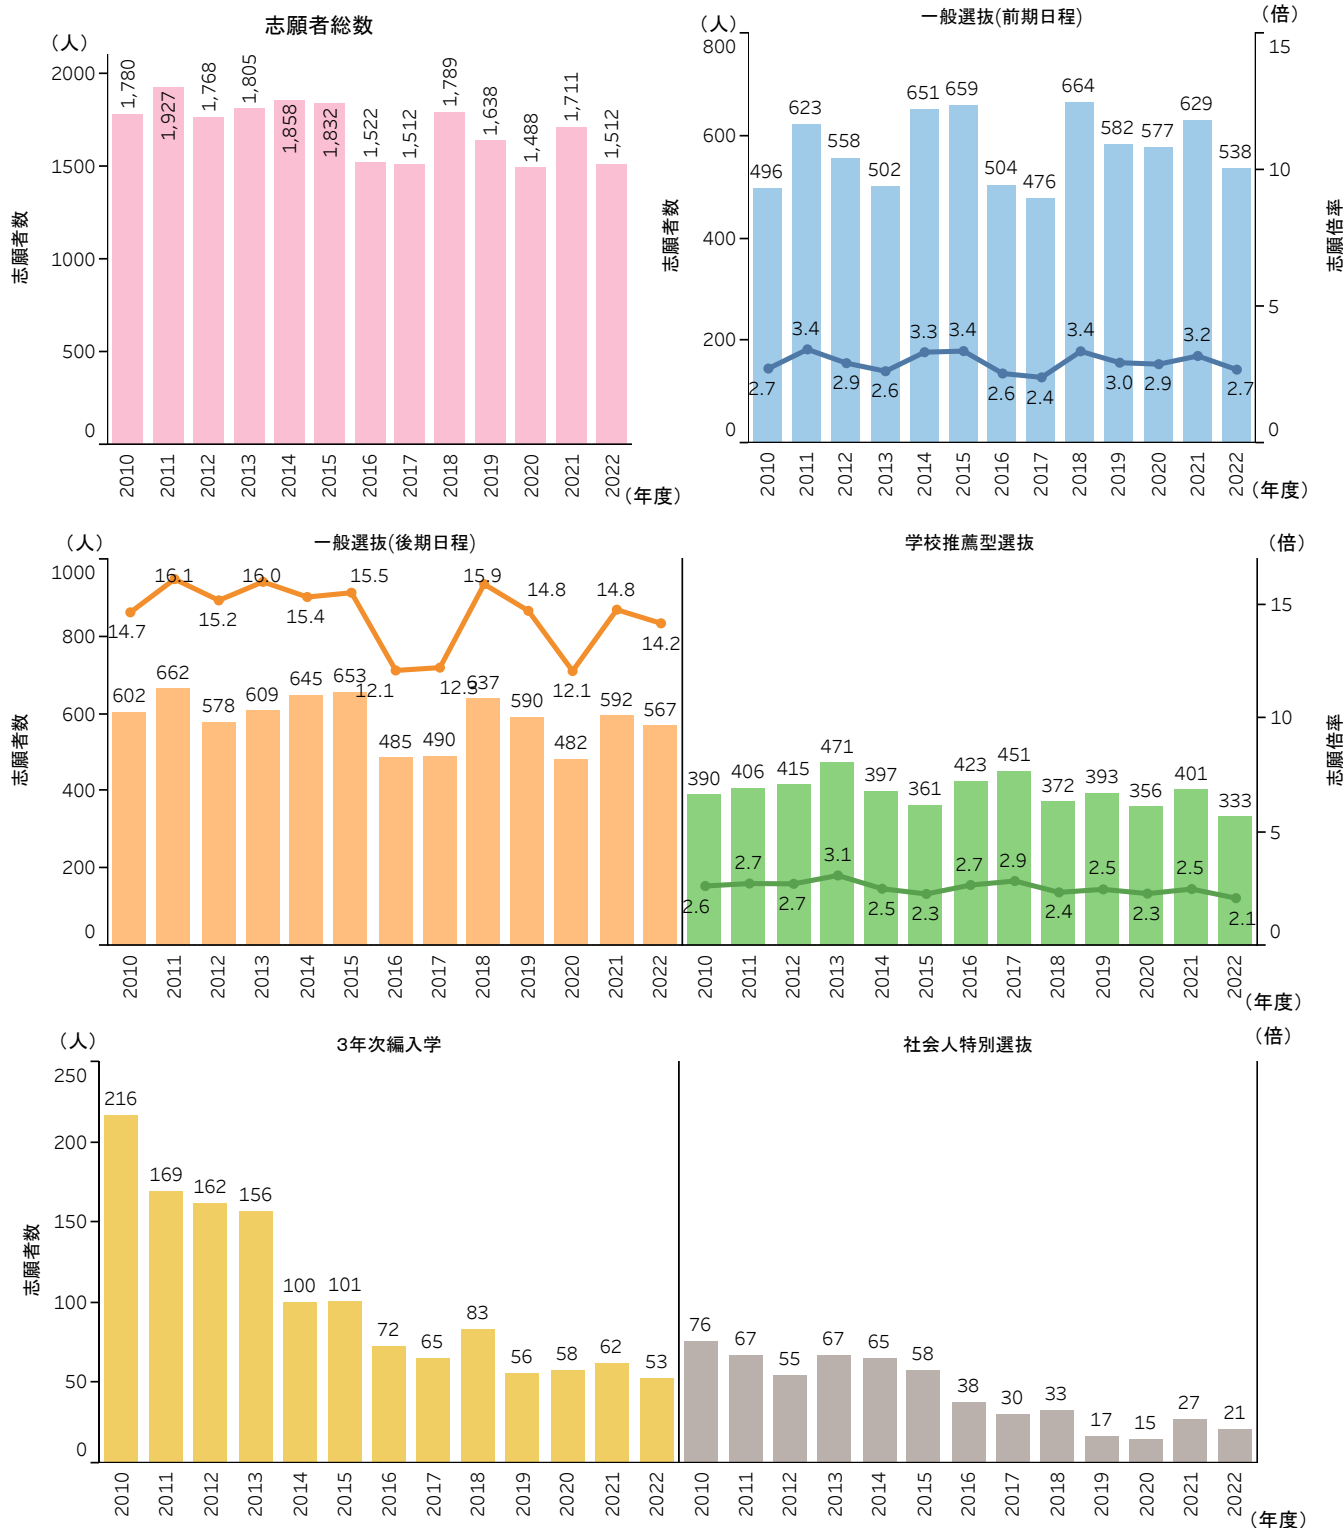 志願者総数
（人）
2000
1500
1000
500
0
志願者数
1,780
1,927
1,768
1,805
1,858
1,832
1,522
1,512
1,789
1,638
1,488
1,711
1,512
2010 2011 2012 2013 2014 2015 2016 2017 2018 2019 2020 2021 2022
（年度）
一般選抜(前期日程)
（人）
（倍）
800
600
400
200
0
志願者数
15
10
5
0
志願倍率
496 623 558 502 651 659 504 476 664 582 577 629 538
2.7 3.4 2.9 2.6 3.3 3.4 2.6 2.4 3.4 3.0 2.9 3.2 2.7
2010 2011 2012 2013 2014 2015 2016 2017 2018 2019 2020 2021 2022
（年度）
一般選抜(後期日程)
（人）
1000
800
600
400
200
0
志願者数
14.7 16.1 15.2 16.0 15.4 15.5 12.1 12.3 15.9 14.8 12.1 14.8 14.2
602 662 578 609 645 653 485 490 637 590 482 592 567
2010 2011 2012 2013 2014 2015 2016 2017 2018 2019 2020 2021 2022
学校推薦型選抜
（倍）
15
10
5
0
志願倍率
390 406 415 471 397 361 423 451 372 393 356 401 333
2.6 2.7 2.7 3.1 2.5 2.3 2.7 2.9 2.4 2.5 2.3 2.5 2.1
2010 2011 2012 2013 2014 2015 2016 2017 2018 2019 2020 2021 2022
（年度）
3年次編入学
（人）
250
200
150
100
50
0
志願者数
216 169 162 156 100 101 72 65 83 56 58 62 53
2010 2011 2012 2013 2014 2015 2016 2017 2018 2019 2020 2021 2022
社会人特別選抜
（倍）
76 67 55 67 65 58 38 30 33 17 15 27 21
2010 2011 2012 2013 2014 2015 2016 2017 2018 2019 2020 2021 2022
（年度）